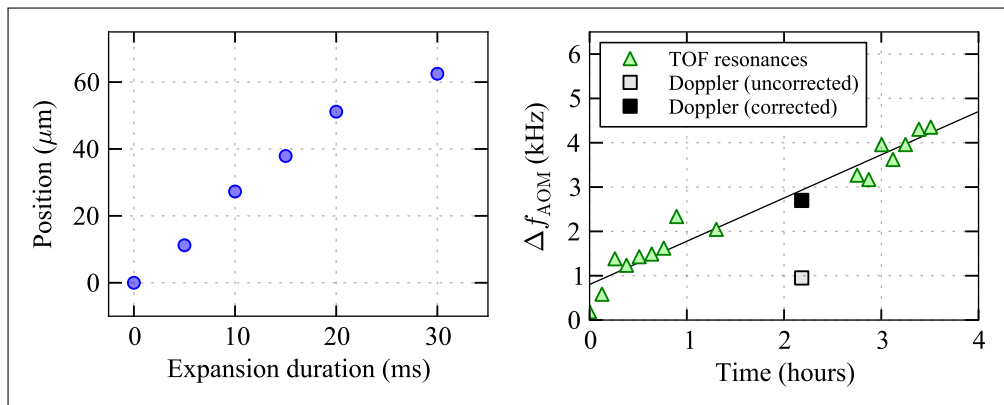 60
40
20
0
Position (μm)
0 10 20 30
Expansion duration (ms)
6
5
4
3
2
1
0
Δf_AOM (kHz)
TOF resonances
Doppler (uncorrected)
Doppler (corrected)
0 1 2 3 4
Time (hours)